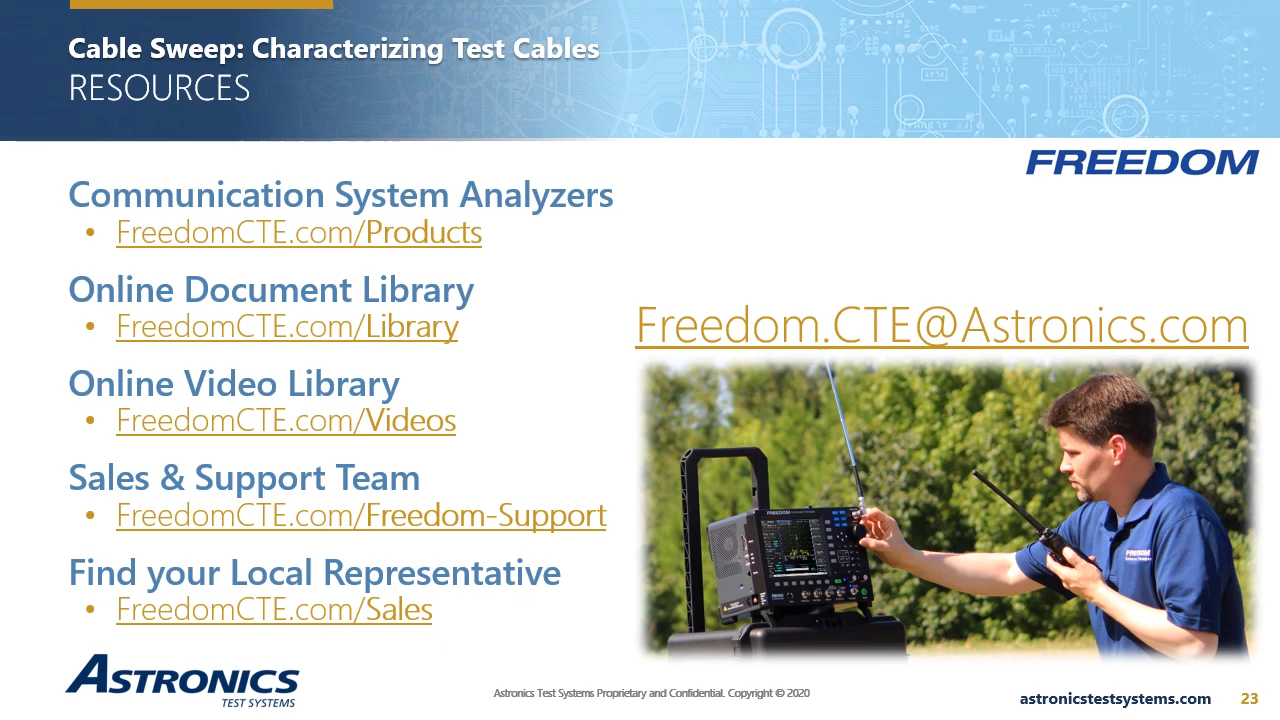 Cable Sweep: Characterizing Test Cables
RESOURCES
FREEDOM
Communication System Analyzers
• FreedomCTE.com/Products
Online Document Library
• FreedomCTE.com/Library
Online Video Library
• FreedomCTE.com/Videos
Sales & Support Team
• FreedomCTE.com/Freedom-Support
Find your Local Representative
• FreedomCTE.com/Sales
Freedom.CTE@Astronics.com
FREEDOM
FREEDOM
ASTRONICS
TEST SYSTEMS
Astronics Test Systems Proprietary and Confidential. Copyright © 2020
astronicstestsystems.com 23